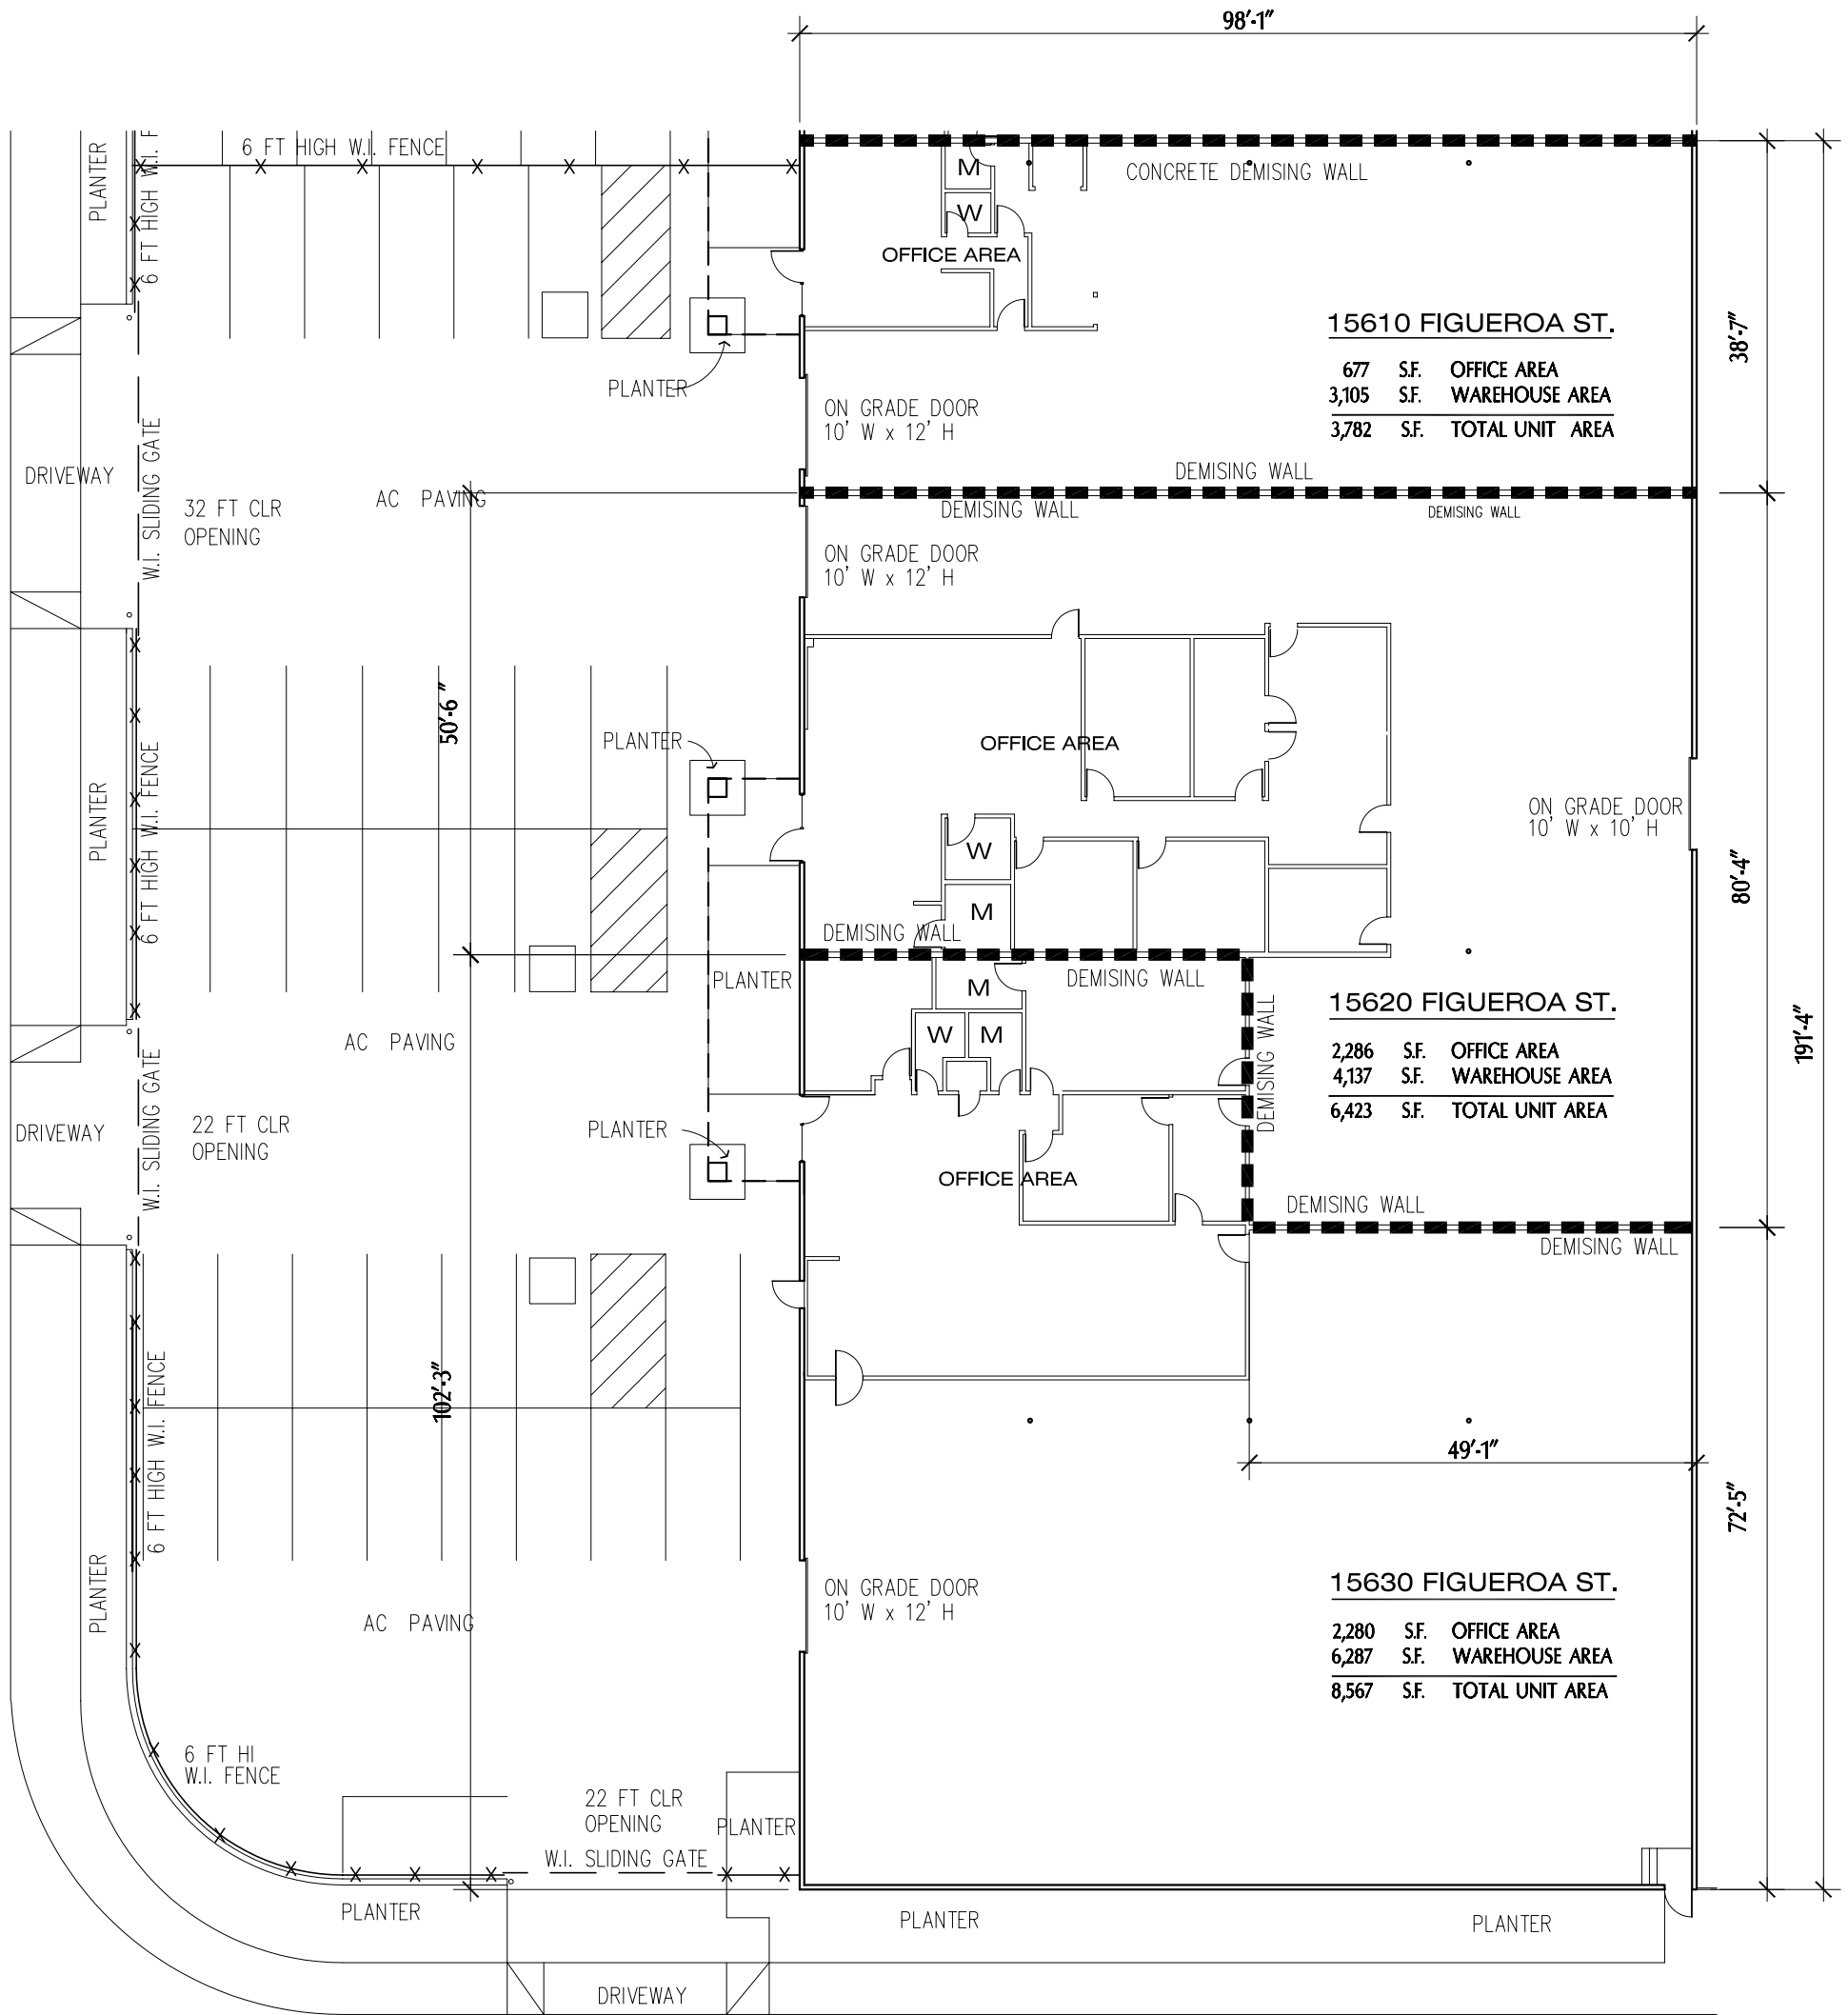 98'-1"
PLANTER
6 FT HIGH W.I. F
6 FT HIGH W.I. FENCE
M
W
CONCRETE DEMISING WALL
OFFICE AREA
15610 FIGUEROA ST.
677 S.F. OFFICE AREA
3,105 S.F. WAREHOUSE AREA
3,782 S.F. TOTAL UNIT AREA
38'-7"
PLANTER
ON GRADE DOOR
10' W x 12' H
DRIVEWAY
W.I. SLIDING GATE
32 FT CLR
OPENING
AC PAVING
DEMISING WALL
DEMISING WALL
DEMISING WALL
ON GRADE DOOR
10' W x 12' H
50'-6"
PLANTER
OFFICE AREA
PLANTER
6 FT HIGH W.I. FENCE
ON GRADE DOOR
10' W x 10' H
W
M
80'-4"
DEMISING WALL
DEMISING WALL
PLANTER
M
W
M
DEMISING WALL
15620 FIGUEROA ST.
2,286 S.F. OFFICE AREA
4,137 S.F. WAREHOUSE AREA
6,423 S.F. TOTAL UNIT AREA
191'-4"
AC PAVING
DRIVEWAY
W.I. SLIDING GATE
22 FT CLR
OPENING
PLANTER
OFFICE AREA
DEMISING WALL
DEMISING WALL
102'-3"
6 FT HIGH W.I. FENCE
49'-1"
72'-5"
PLANTER
AC PAVING
ON GRADE DOOR
10' W x 12' H
15630 FIGUEROA ST.
2,280 S.F. OFFICE AREA
6,287 S.F. WAREHOUSE AREA
8,567 S.F. TOTAL UNIT AREA
6 FT HI
W.I. FENCE
22 FT CLR
OPENING
PLANTER
W.I. SLIDING GATE
PLANTER
PLANTER
PLANTER
DRIVEWAY